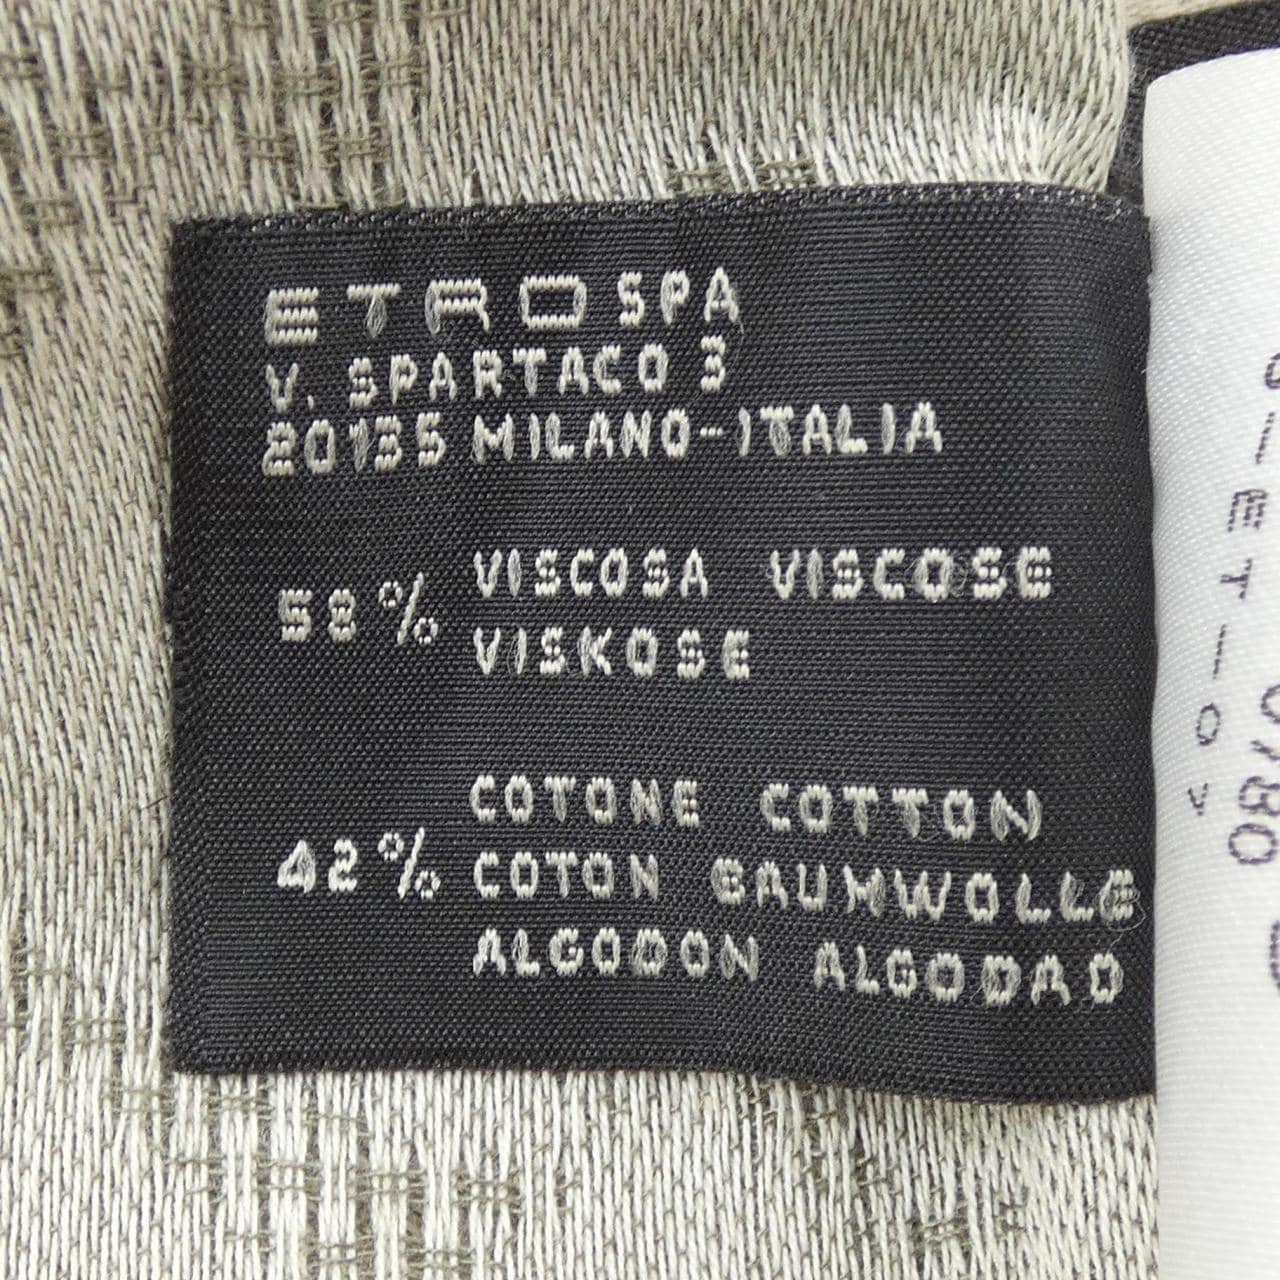 ETRO SPA
V. SPARTACO 3
20135 MILANO-ITALIA
58% VISCOSA VISCOSE
VISKOSE
COTONE COTTON
42% COTON BAUMWOLLE
ALGODON ALGODAO